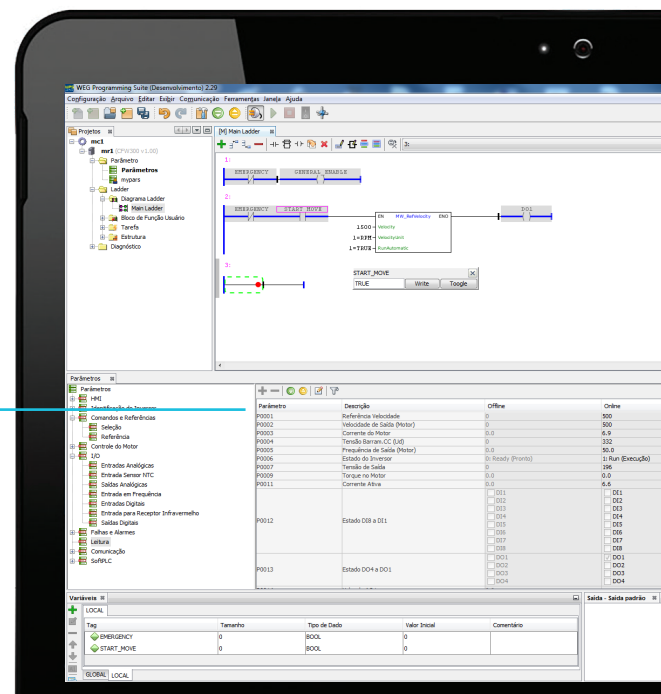 WEG Programming Suite (Desenvolvimento) 2.29
Configuração Arquivo Editar Exibir Comunicação Ferramentas Janela Ajuda
Projetos
mc1
mr1 (CFW300 v1.00)
Parâmetro
Parâmetros
mypars
Ladder
Diagrama Ladder
Main Ladder
Bloco de Função Usuário
Tarefa
Estrutura
Diagnóstico
[M] Main Ladder
3:
1:
EMERGENCY GENERAL_ENABLE
2:
EMERGENCY START_MOVE DO1
EN MW_RefVelocity ENO
1500 Velocity
1=RPM VelocityUnit
1=TRUE RunAutomatic
3:
START_MOVE
TRUE Write Toogle
Parâmetros
Parâmetros
HMI
Identificação do Inversor
Comandos e Referências
Seleção
Referência
Controle do Motor
I/O
Entradas Analógicas
Entrada Sensor NTC
Saídas Analógicas
Entrada em Frequência
Entradas Digitais
Entrada para Receptor Infravermelho
Saídas Digitais
Falhas e Alarmes
Leitura
Comunicação
SoftPLC
Parâmetro Descrição Offline Online
P0001 Referência Velocidade 0 500
P0002 Velocidade de Saída (Motor) 0 500
P0003 Corrente do Motor 0.0 6.9
P0004 Tensão Barram.CC (Ud) 0 332
P0005 Frequência de Saída (Motor) 0.0 50.0
P0006 Estado do Inversor 0: Ready (Pronto) 1: Run (Execução)
P0007 Tensão de Saída 0 196
P0009 Torque no Motor 0.0 0.0
P0011 Corrente Ativa 0.0 6.6
DI1 DI1
DI2 DI2
DI3 DI3
DI4 DI4
P0012 Estado DI8 a DI1 DI5 DI5
DI6 DI6
DI7 DI7
DI8 DI8
DO1 DO1
DO2 DO2
P0013 Estado DO4 a DO1 DO3 DO3
DO4 DO4
Variáveis
LOCAL
Tag Tamanho Tipo de Dado Valor Inicial Comentário
EMERGENCY 0 BOOL 0
START_MOVE 0 BOOL 0
GLOBAL LOCAL
Saída - Saída padrão